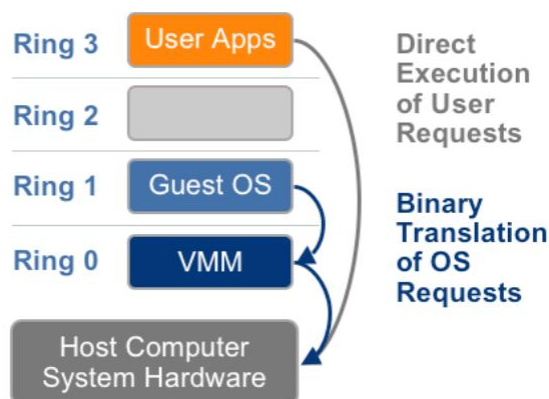 Ring 3
User Apps
Direct
Execution
of User
Requests
Ring 2
Ring 1
Guest OS
Binary
Translation
of OS
Requests
Ring 0
VMM
Host Computer
System Hardware